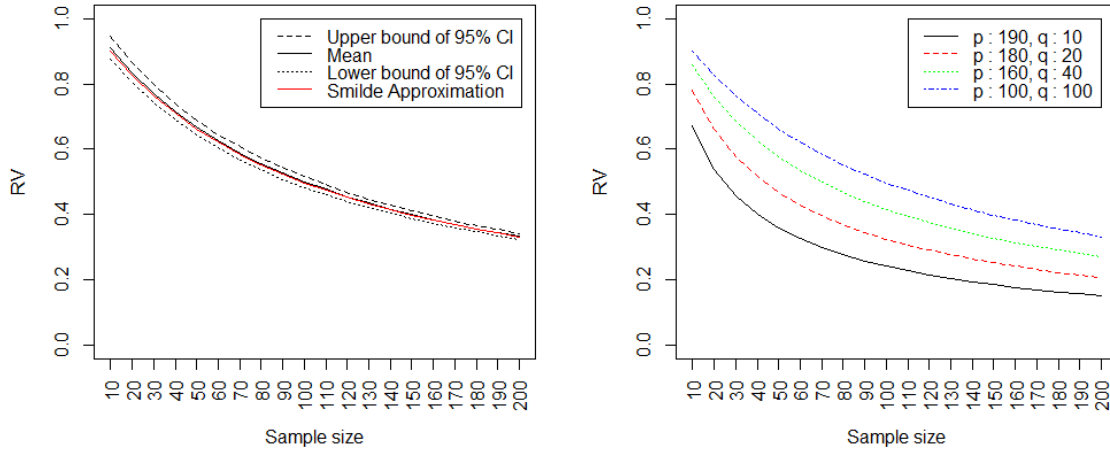 RV
1.0
0.8
0.6
0.4
0.2
0.0
Upper bound of 95% CI
Mean
Lower bound of 95% CI
Smilde Approximation
10 20 30 40 50 60 70 80 90 100 110 120 130 140 150 160 170 180 190 200
Sample size
RV
1.0
0.8
0.6
0.4
0.2
0.0
p : 190, q : 10
p : 180, q : 20
p : 160, q : 40
p : 100, q : 100
10 20 30 40 50 60 70 80 90 100 110 120 130 140 150 160 170 180 190 200
Sample size